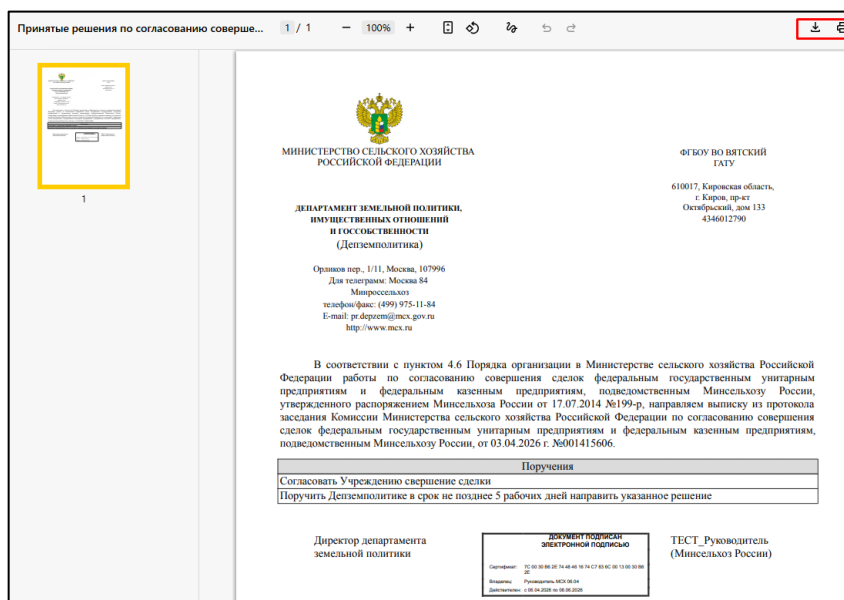 Принятые решения по согласованию соверше... 1 / 1 100%
1
МИНИСТЕРСТВО СЕЛЬСКОГО ХОЗЯЙСТВА
РОССИЙСКОЙ ФЕДЕРАЦИИ
ДЕПАРТАМЕНТ ЗЕМЕЛЬНОЙ ПОЛИТИКИ,
ИМУЩЕСТВЕННЫХ ОТНОШЕНИЙ
И ГОССОБСТВЕННОСТИ
(Депземполитика)
Орликов пер., 1/11, Москва, 107996
Для телеграмм: Москва 84
Минроссельхоз
телефон/факс: (499) 975-11-84
E-mail: pr.depzem@mcx.gov.ru
http://www.mcx.ru
ФГБОУ ВО ВЯТСКИЙ
ГАТУ
610017, Кировская область,
г. Киров, пр-кт
Октябрьский, дом 133
4346012790
В соответствии с пунктом 4.6 Порядка организации в Министерстве сельского хозяйства Российской
Федерации работы по согласованию совершения сделок федеральным государственным унитарным
предприятиям и федеральным казенным предприятиям, подведомственным Минсельхозу России,
утвержденного распоряжением Минсельхоза России от 17.07.2014 №199-р, направляем выписку из протокола
заседания Комиссии Министерства сельского хозяйства Российской Федерации по согласованию совершения
сделок федеральным государственным унитарным предприятиям и федеральным казенным предприятиям,
подведомственным Минсельхозу России, от 03.04.2026 г. №001415606.
Поручения
Согласовать Учреждению свершение сделки
Поручить Депземполитике в срок не позднее 5 рабочих дней направить указанное решение
Директор департамента
земельной политики
ДОКУМЕНТ ПОДПИСАН
ЭЛЕКТРОННОЙ ПОДПИСЬЮ
Сертификат:
Владелец: Руководитель МСХ 08.04
Действителен: с 08.04.2026 по 08.08.2026
ТЕСТ_Руководитель
(Минсельхоз России)